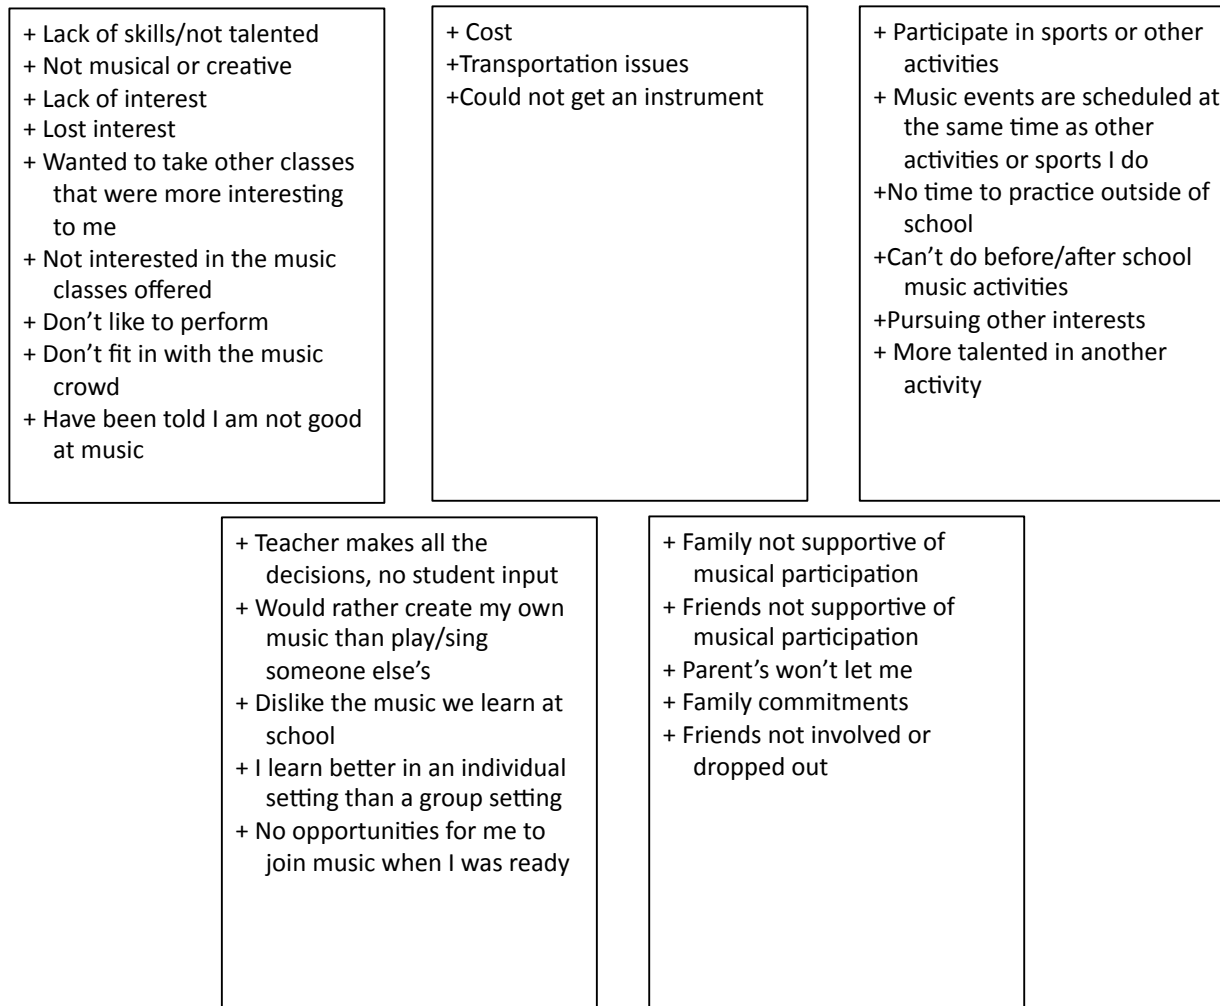 + Lack of skills/not talented
+ Not musical or creative
+ Lack of interest
+ Lost interest
+ Wanted to take other classes
that were more interesting
to me
+ Not interested in the music
classes offered
+ Don’t like to perform
+ Don’t fit in with the music
crowd
+ Have been told I am not good
at music
+ Cost
+Transportation issues
+Could not get an instrument
+ Participate in sports or other
activities
+ Music events are scheduled at
the same time as other
activities or sports I do
+No time to practice outside of
school
+Can’t do before/after school
music activities
+Pursuing other interests
+ More talented in another
activity
+ Teacher makes all the
decisions, no student input
+ Would rather create my own
music than play/sing
someone else’s
+ Dislike the music we learn at
school
+ I learn better in an individual
setting than a group setting
+ No opportunities for me to
join music when I was ready
+ Family not supportive of
musical participation
+ Friends not supportive of
musical participation
+ Parent’s won’t let me
+ Family commitments
+ Friends not involved or
dropped out